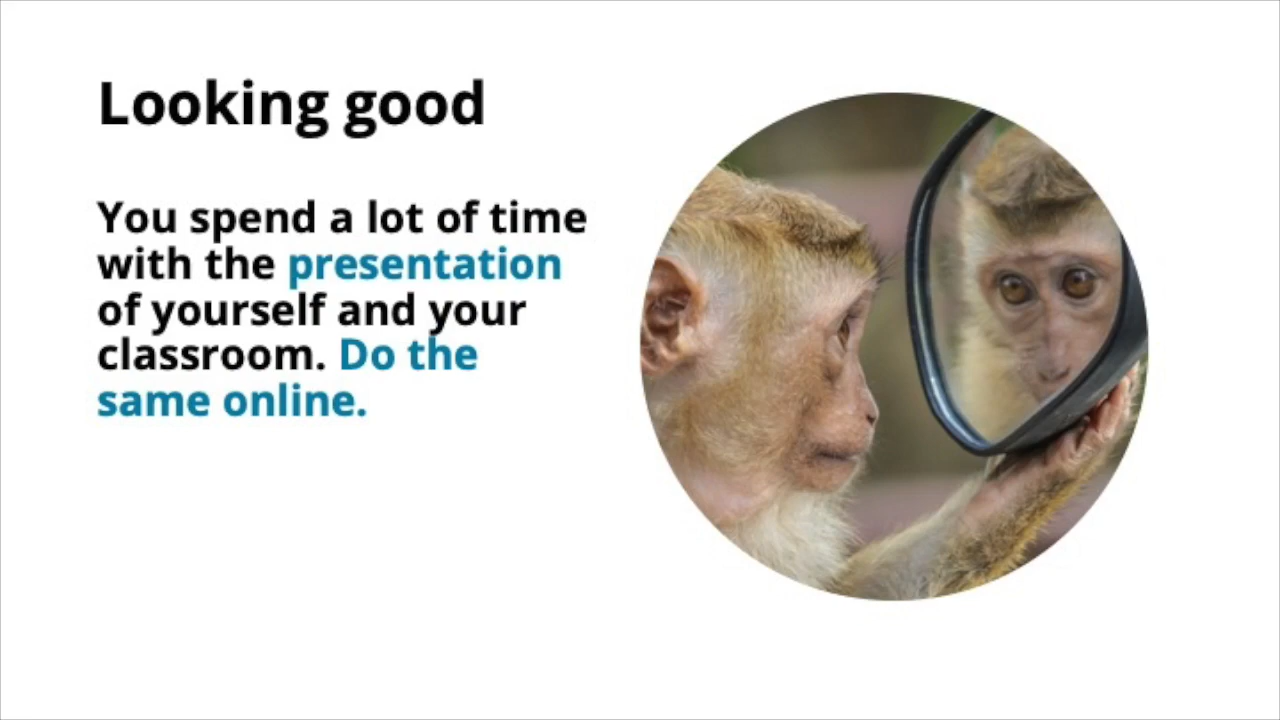 Looking good
You spend a lot of time
with the presentation
of yourself and your
classroom. Do the
same online.